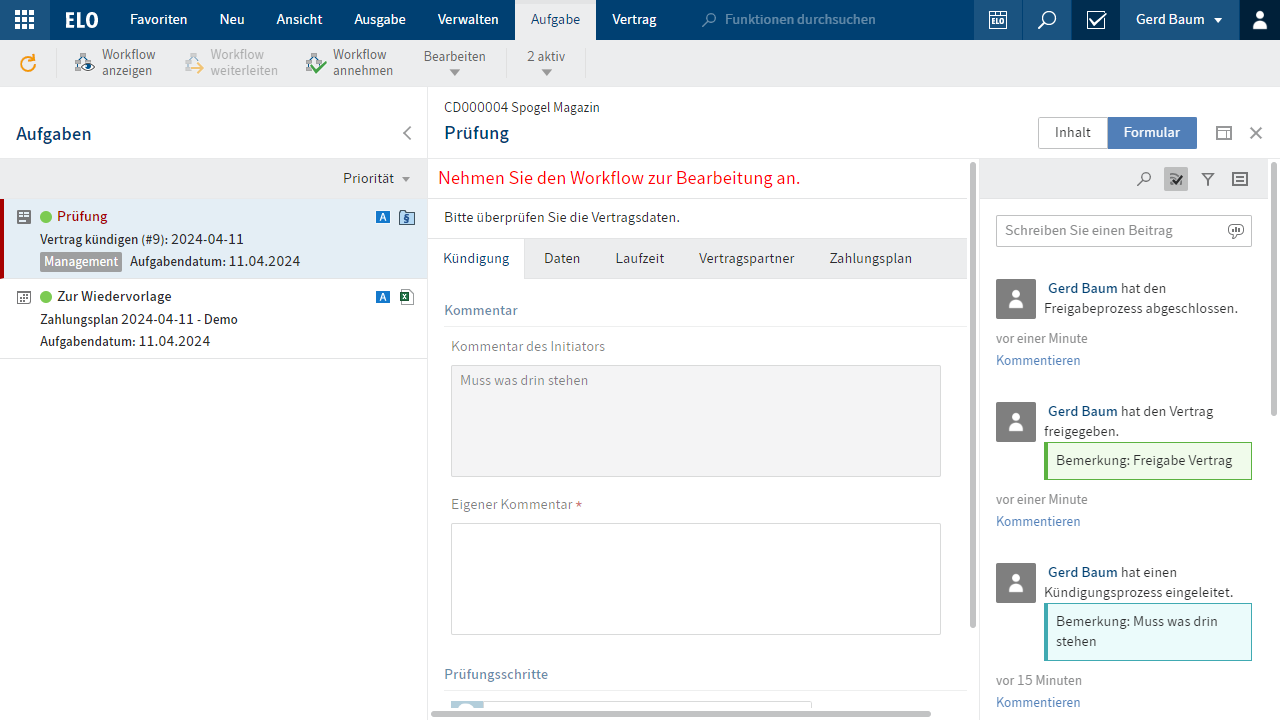 ELO Favoriten Neu Ansicht Ausgabe Verwalten Aufgabe Vertrag Funktionen durchsuchen ELO Gerd Baum
Workflow anzeigen
Workflow weiterleiten
Workflow annehmen
Bearbeiten
2 aktiv
Aufgaben
Priorität
Prüfung A §
Vertrag kündigen (#9): 2024-04-11
Management Aufgabendatum: 11.04.2024
Zur Wiedervorlage A X
Zahlungsplan 2024-04-11 - Demo
Aufgabendatum: 11.04.2024
CD000004 Spogel Magazin
Prüfung
Inhalt Formular
Nehmen Sie den Workflow zur Bearbeitung an.
Bitte überprüfen Sie die Vertragsdaten.
Kündigung Daten Laufzeit Vertragspartner Zahlungsplan
Kommentar
Kommentar des Initiators
Muss was drin stehen
Eigener Kommentar *
Prüfungsschritte
Schreiben Sie einen Beitrag
Gerd Baum hat den
Freigabeprozess abgeschlossen.
vor einer Minute
Kommentieren
Gerd Baum hat den Vertrag
freigegeben.
Bemerkung: Freigabe Vertrag
vor einer Minute
Kommentieren
Gerd Baum hat einen
Kündigungsprozess eingeleitet.
Bemerkung: Muss was drin
stehen
vor 15 Minuten
Kommentieren